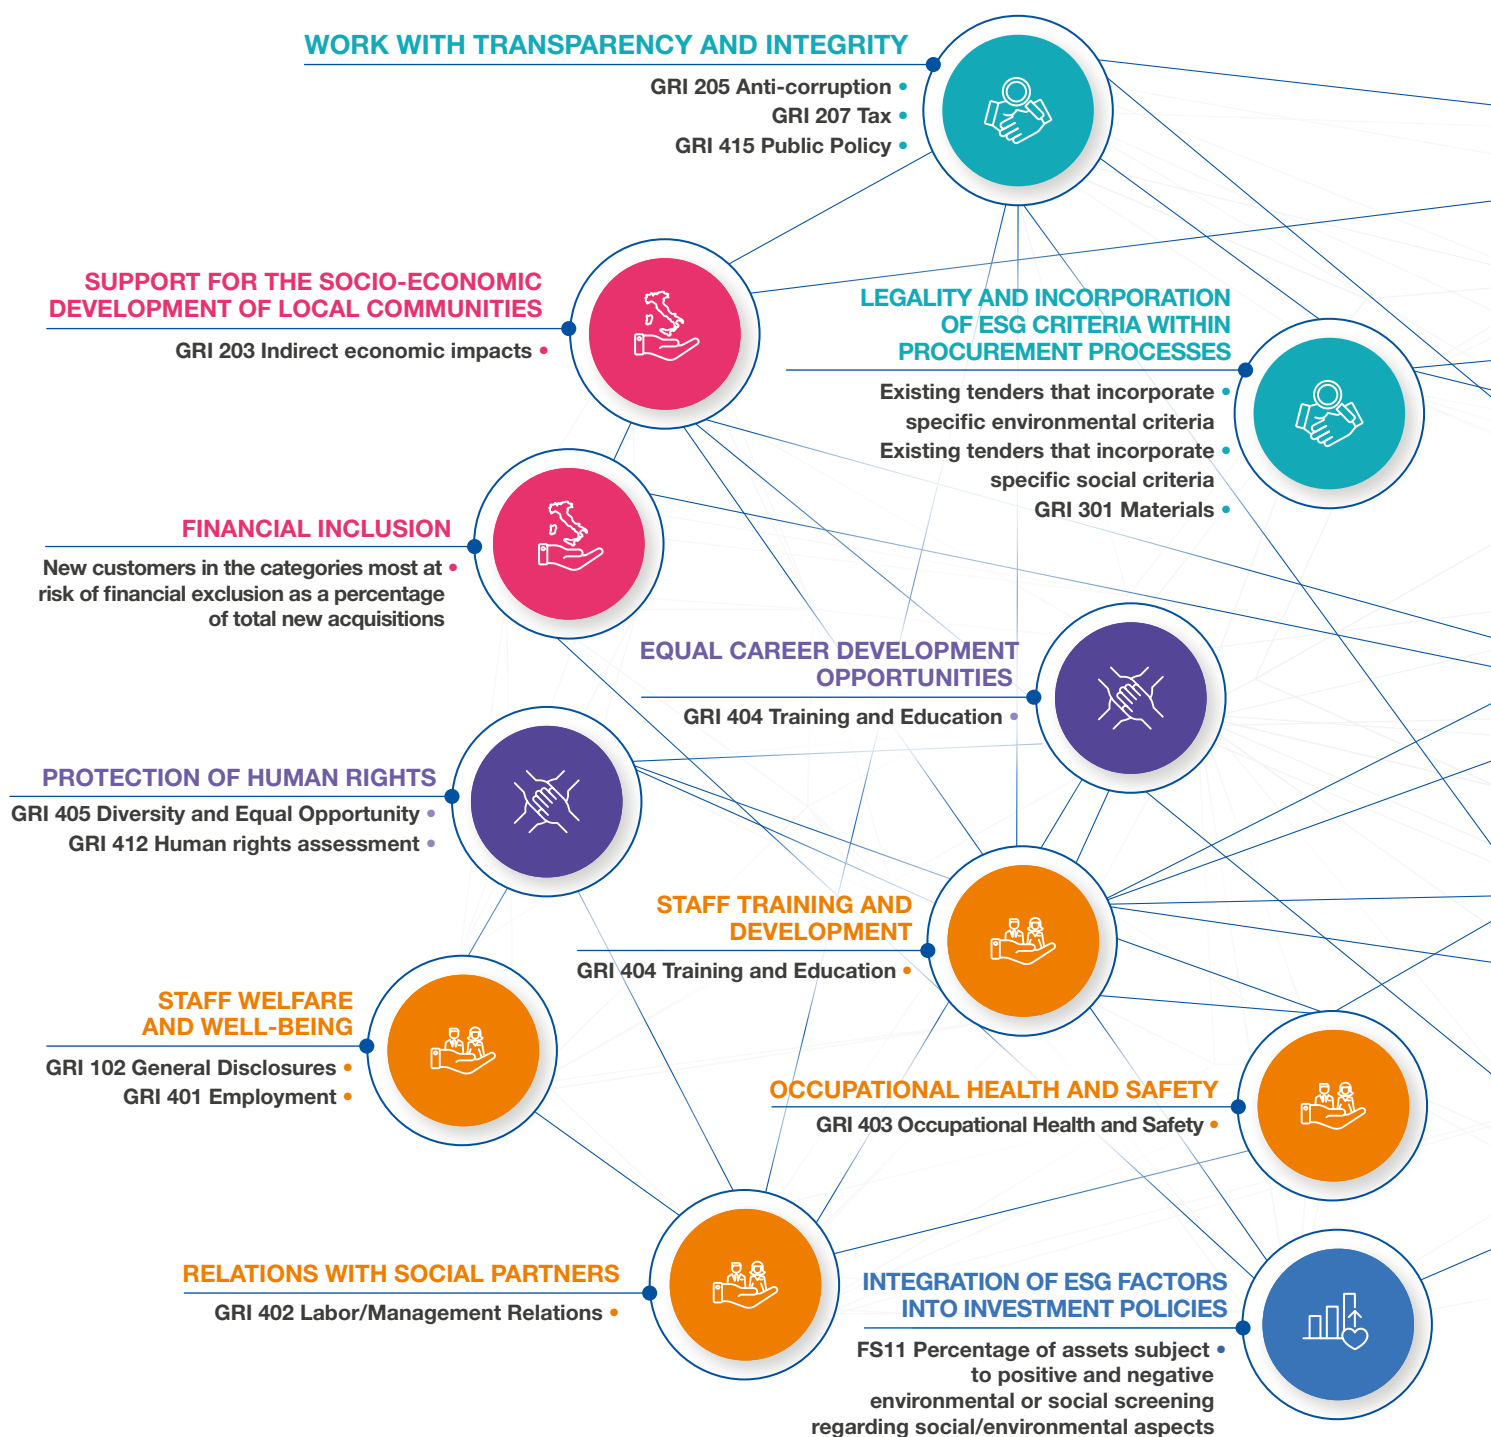 WORK WITH TRANSPARENCY AND INTEGRITY
GRI 205 Anti-corruption •
GRI 207 Tax •
GRI 415 Public Policy •
SUPPORT FOR THE SOCIO-ECONOMIC
DEVELOPMENT OF LOCAL COMMUNITIES
GRI 203 Indirect economic impacts •
LEGALITY AND INCORPORATION
OF ESG CRITERIA WITHIN
PROCUREMENT PROCESSES
Existing tenders that incorporate •
specific environmental criteria
Existing tenders that incorporate •
specific social criteria
GRI 301 Materials •
FINANCIAL INCLUSION
New customers in the categories most at •
risk of financial exclusion as a percentage
of total new acquisitions
EQUAL CAREER DEVELOPMENT
OPPORTUNITIES
GRI 404 Training and Education •
PROTECTION OF HUMAN RIGHTS
GRI 405 Diversity and Equal Opportunity •
GRI 412 Human rights assessment •
STAFF TRAINING AND
DEVELOPMENT
GRI 404 Training and Education •
STAFF WELFARE
AND WELL-BEING
GRI 102 General Disclosures •
GRI 401 Employment •
OCCUPATIONAL HEALTH AND SAFETY
GRI 403 Occupational Health and Safety •
RELATIONS WITH SOCIAL PARTNERS
GRI 402 Labor/Management Relations •
INTEGRATION OF ESG FACTORS
INTO INVESTMENT POLICIES
FS11 Percentage of assets subject •
to positive and negative
environmental or social screening
regarding social/environmental aspects